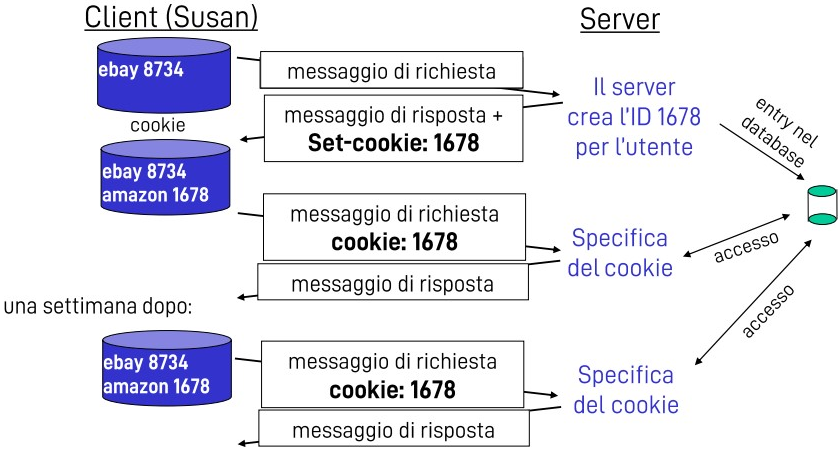 Client (Susan)
Server
ebay 8734
messaggio di richiesta
Il server
crea l'ID 1678
per l'utente
cookie
messaggio di risposta +
Set-cookie: 1678
entry nel
database
ebay 8734
amazon 1678
messaggio di richiesta
cookie: 1678
Specifica
del cookie
accesso
messaggio di risposta
una settimana dopo:
accesso
ebay 8734
amazon 1678
messaggio di richiesta
cookie: 1678
Specifica
del cookie
messaggio di risposta